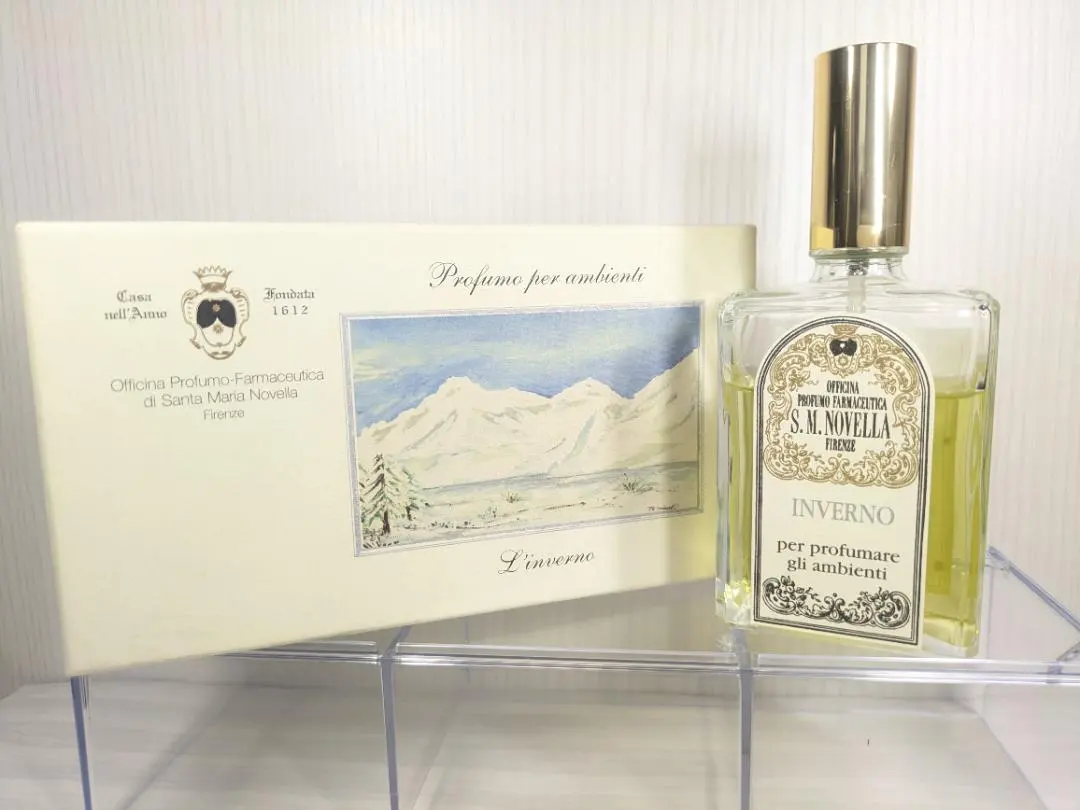 Casa
nell'Anno
Fondata
1612
Officina Profumo-Farmaceutica
di Santa Maria Novella
Firenze
Profumo per ambienti
L'inverno
OFFICINA
PROFUMO FARMACEUTICA
S. M. NOVELLA
FIRENZE
INVERNO
per profumare
gli ambienti